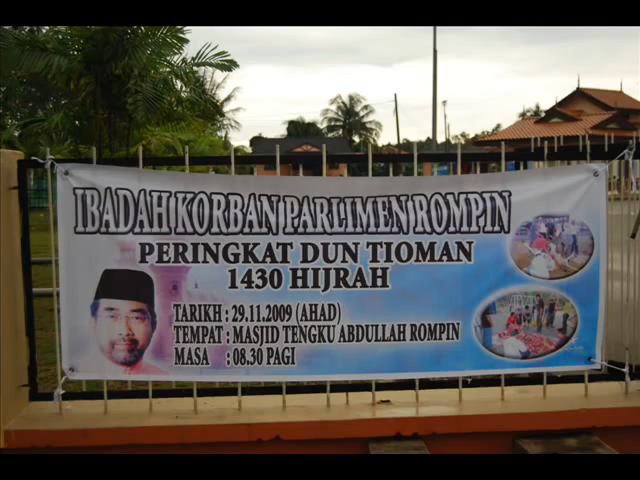 IBADAH KORBAN PARLIMEN ROMPIN
PERINGKAT DUN TIOMAN
1430 HIJRAH
TARIKH : 29.11.2009 (AHAD)
TEMPAT : MASJID TENGKU ABDULLAH ROMPIN
MASA : 08.30 PAGI